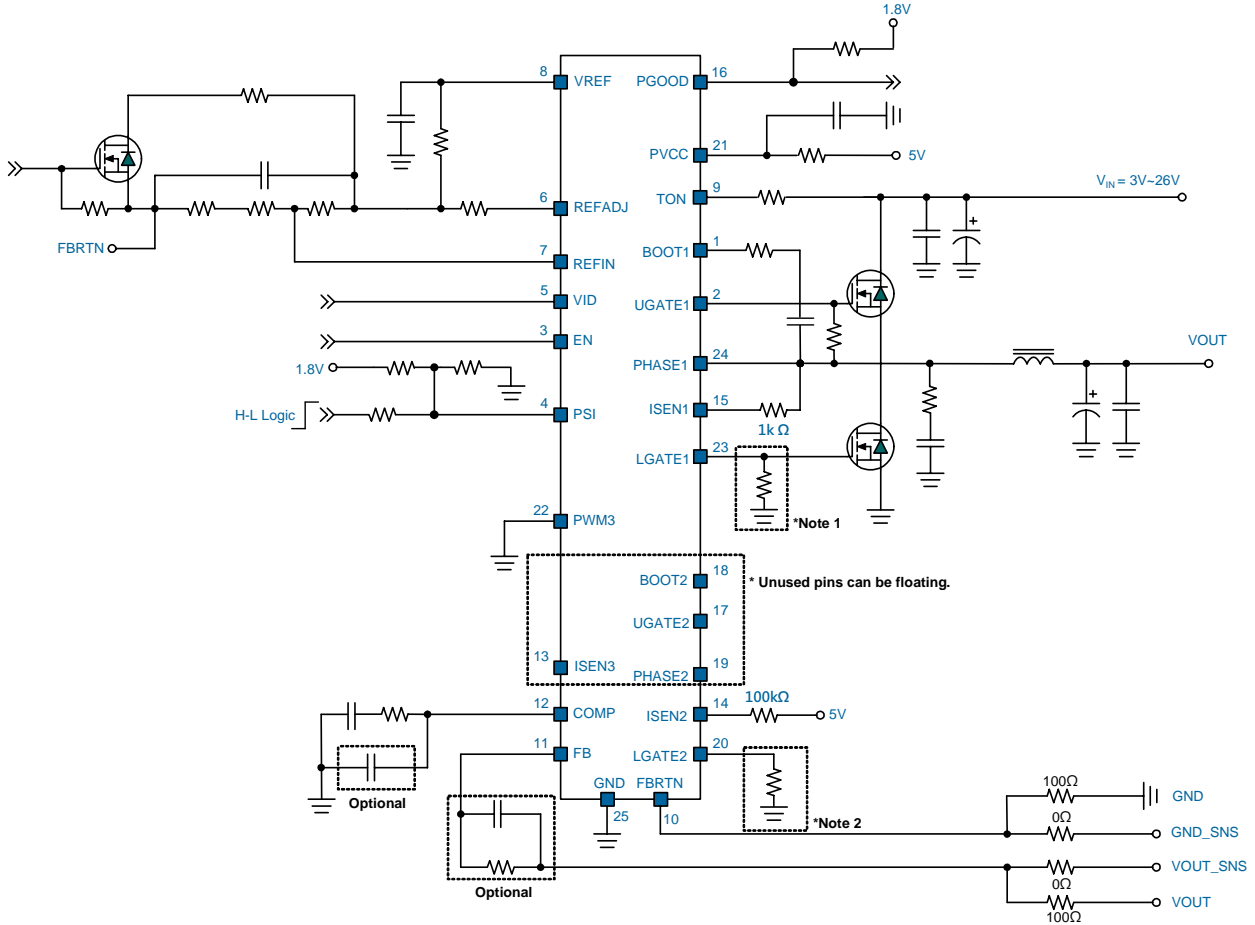 1.8V
8
VREF
PGOOD
16
21
PVCC
5V
9
TON
V_IN = 3V~26V
6
REFADJ
1
BOOT1
FBRTN
7
REFIN
5
VID
2
UGATE1
3
EN
VOUT
24
PHASE1
1.8V
15
ISEN1
H-L Logic
4
PSI
1k Ω
23
LGATE1
22
PWM3
*Note 1
18
BOOT2
* Unused pins can be floating.
17
UGATE2
13
ISEN3
19
PHASE2
100kΩ
12
COMP
14
ISEN2
5V
11
FB
20
LGATE2
GND
FBRTN
100Ω
GND
Optional
25
10
*Note 2
0Ω
GND_SNS
VOUT_SNS
0Ω
Optional
VOUT
100Ω